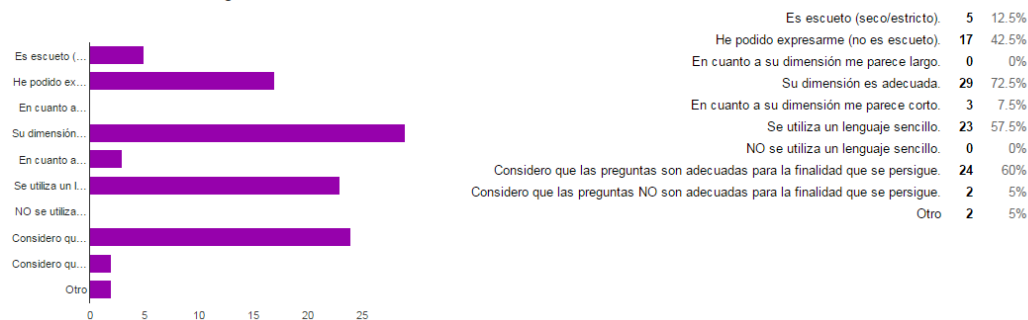 Es escueto (...
He podido ex...
En cuanto a...
Su dimensión...
En cuanto a...
Se utiliza un l...
NO se utiliza...
Considero qu...
Considero qu...
Otro
0 5 10 15 20 25
Es escueto (seco/estricto). 5 12.5%
He podido expresarme (no es escueto). 17 42.5%
En cuanto a su dimensión me parece largo. 0 0%
Su dimensión es adecuada. 29 72.5%
En cuanto a su dimensión me parece corto. 3 7.5%
Se utiliza un lenguaje sencillo. 23 57.5%
NO se utiliza un lenguaje sencillo. 0 0%
Considero que las preguntas son adecuadas para la finalidad que se persigue. 24 60%
Considero que las preguntas NO son adecuadas para la finalidad que se persigue. 2 5%
Otro 2 5%